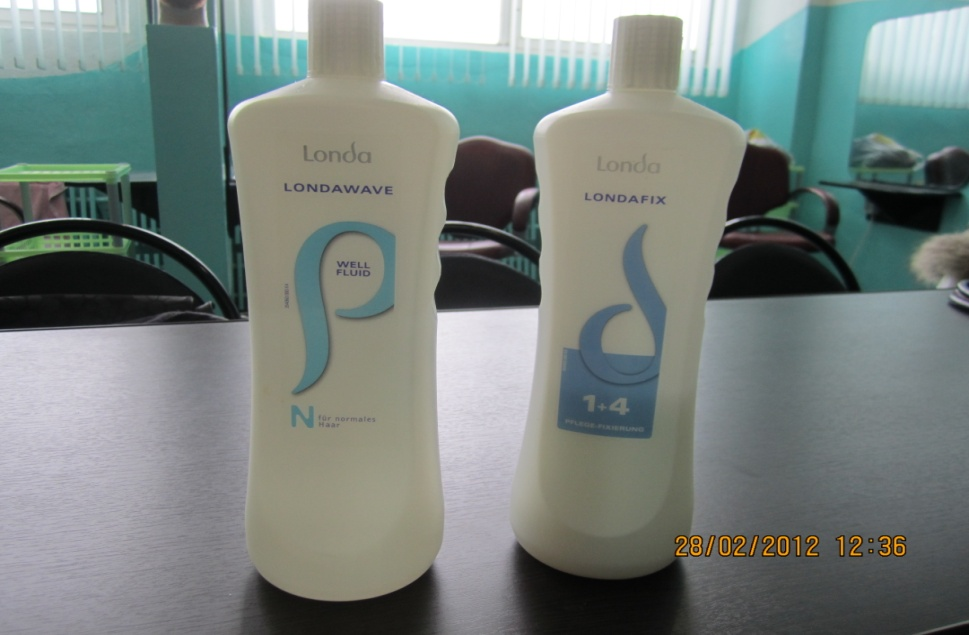 Londa
LONDAWAVE
WELL
FLUID
N für normales
Haar
Londa
LONDAFIX
1+4
PFLEGE-FIXIERUNG
28/02/2012 12:36